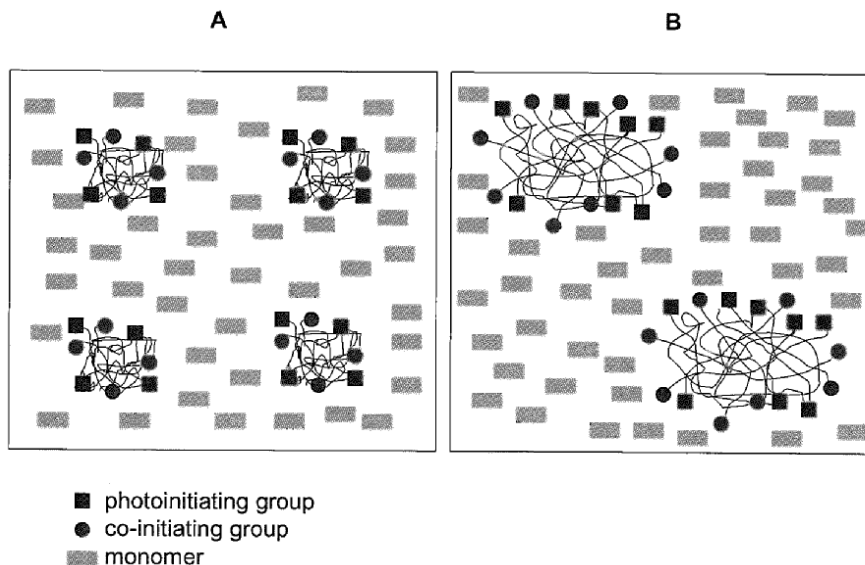 A
B
photoinitiating group
co-initiating group
monomer